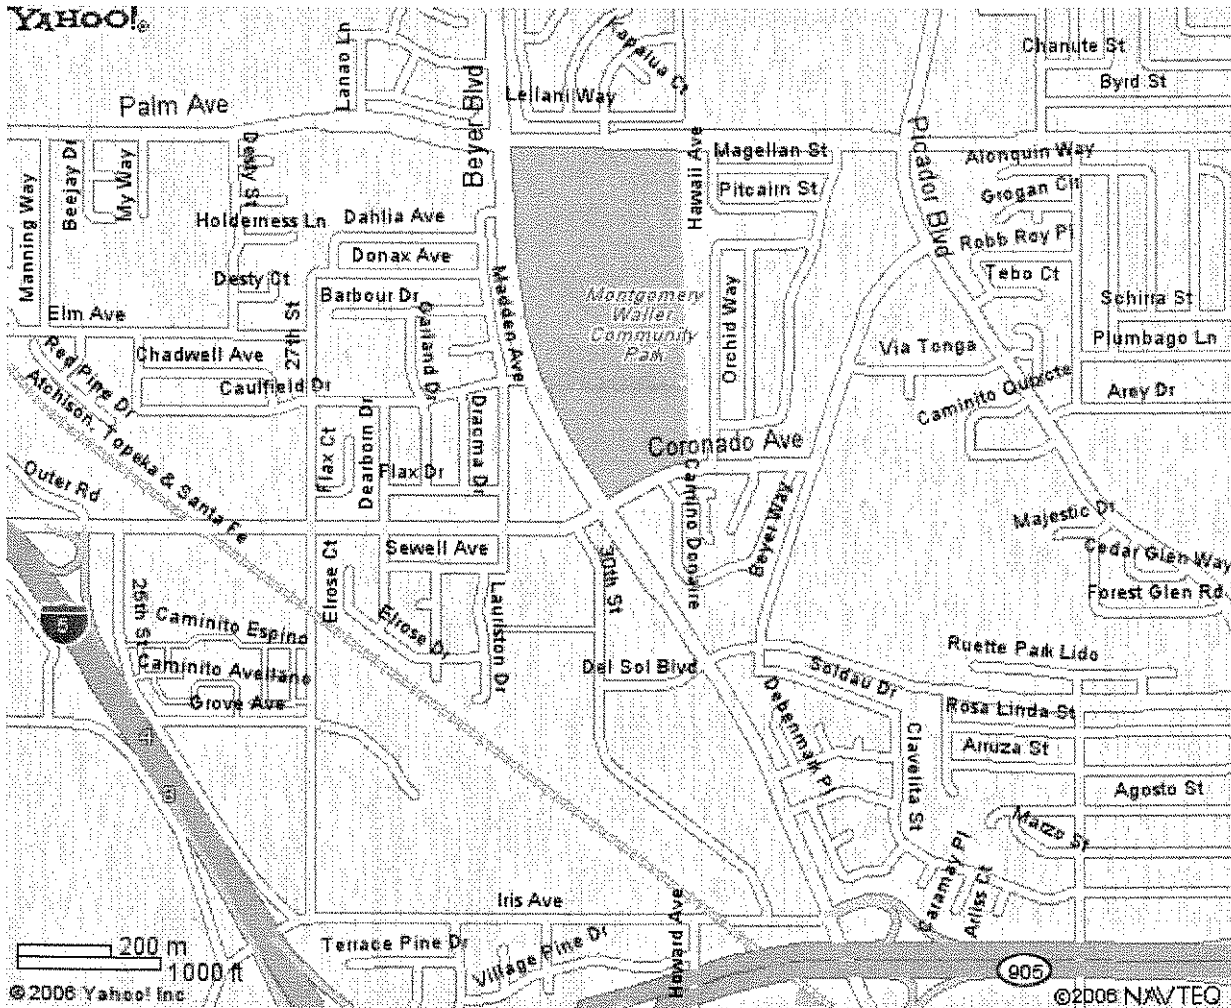 YAHOO!
Chanute St
Byrd St
Kapalua Ct
Lanao Ln
Beyer Blvd
Leilani Way
Palm Ave
Picador Blvd
Hawaii Ave
Magellan St
Alonquin Way
Pitcairn St
Grogan Cir
Manning Way
Beejay Dr
My Way
Desty St
Holderness Ln
Dahlia Ave
Donax Ave
Robb Roy Pl
Tebo Ct
Desty Ct
Barbour Dr
Madden Ave
Montgomery
Waller
Community
Park
Orchid Way
Schirra St
Elm Ave
27th St
Gailand Dr
Via Tonga
Plumbago Ln
Red Pine Dr
Chadwell Ave
Caulfield Dr
Caminito Quixote
Arey Dr
Atchison, Topeka & Santa Fe
Flax Ct
Dearborn Dr
Dracma Dr
Coronado Ave
Flax Dr
Outer Rd
Camino Donaire
Beyer Way
Majestic Dr
Sewell Ave
Cedar Glen Way
Elrose Ct
30th St
Forest Glen Rd
5
25th St
Caminito Espino
Elrose Dr
Lauriston Dr
Ruette Park Lido
Caminito Avellano
Del Sol Blvd
Soldau Dr
Grove Ave
Debenmark Pl
Rosa Linda St
Clavelita St
Arruza St
Agosto St
Marzo St
Iris Ave
Howard Ave
Paramay Pl
Arliss Ct
Terrace Pine Dr
Village Pine Dr
200 m
1000 ft
905
©2006 Yahoo! Inc
©2006 NAVTEQ